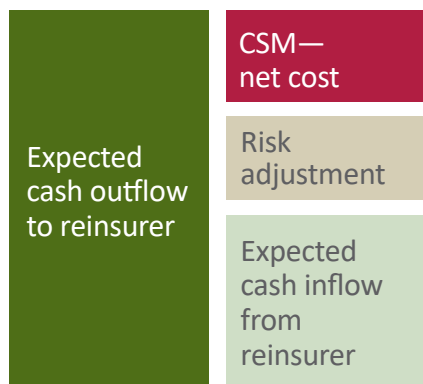 Expected
cash outflow
to reinsurer
CSM—
net cost
Risk
adjustment
Expected
cash inflow
from
reinsurer